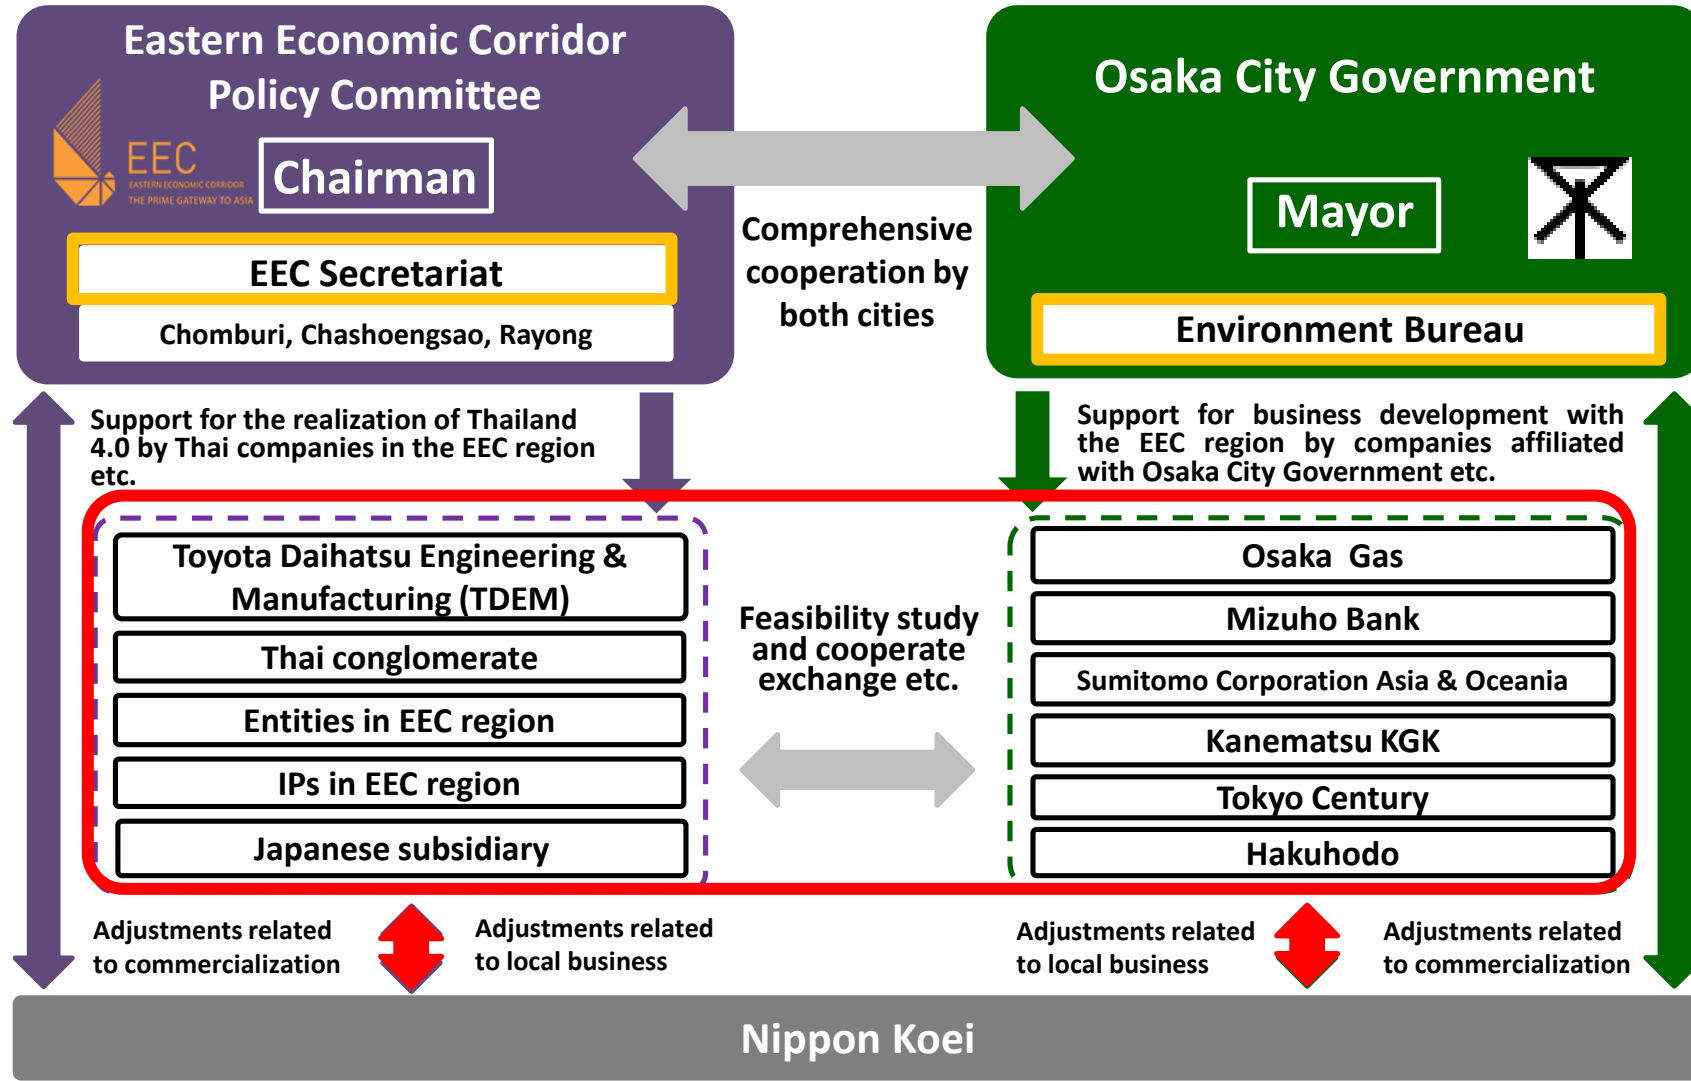 Eastern Economic Corridor
Policy Committee
EEC
EASTERN ECONOMIC CORRIDOR
THE PRIME GATEWAY TO ASIA
Chairman
EEC Secretariat
Chomburi, Chashoengsao, Rayong
Comprehensive
cooperation by
both cities
Osaka City Government
Mayor
Environment Bureau
Support for the realization of Thailand
4.0 by Thai companies in the EEC region
etc.
Support for business development with
the EEC region by companies affiliated
with Osaka City Government etc.
Toyota Daihatsu Engineering &
Manufacturing (TDEM)
Thai conglomerate
Entities in EEC region
IPs in EEC region
Japanese subsidiary
Feasibility study
and cooperate
exchange etc.
Osaka  Gas
Mizuho Bank
Sumitomo Corporation Asia & Oceania
Kanematsu KGK
Tokyo Century
Hakuhodo
Adjustments related
to commercialization
Adjustments related
to local business
Adjustments related
to local business
Adjustments related
to commercialization
Nippon Koei